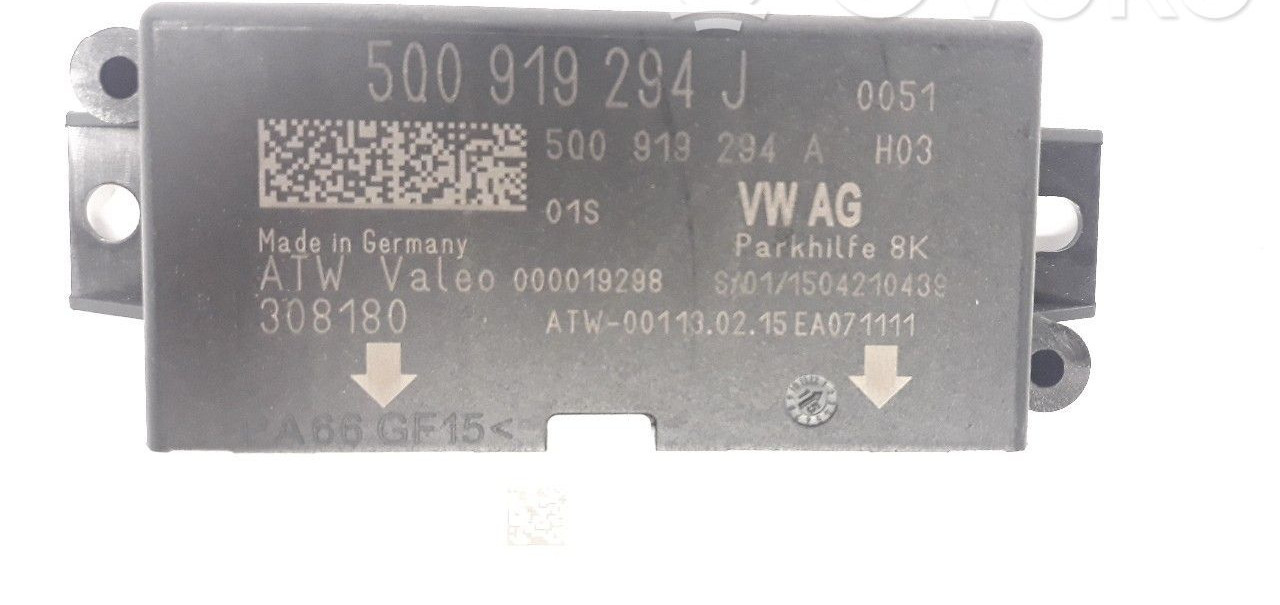 5Q0 919 294 J 0051
5Q0 919 294 A H03
01S VW AG
Made in Germany Parkhilfe 8K
ATW Valeo 000019298 S/01/1504210439
308180 ATW-00113.02.15 EA071111
PA66 GF15<